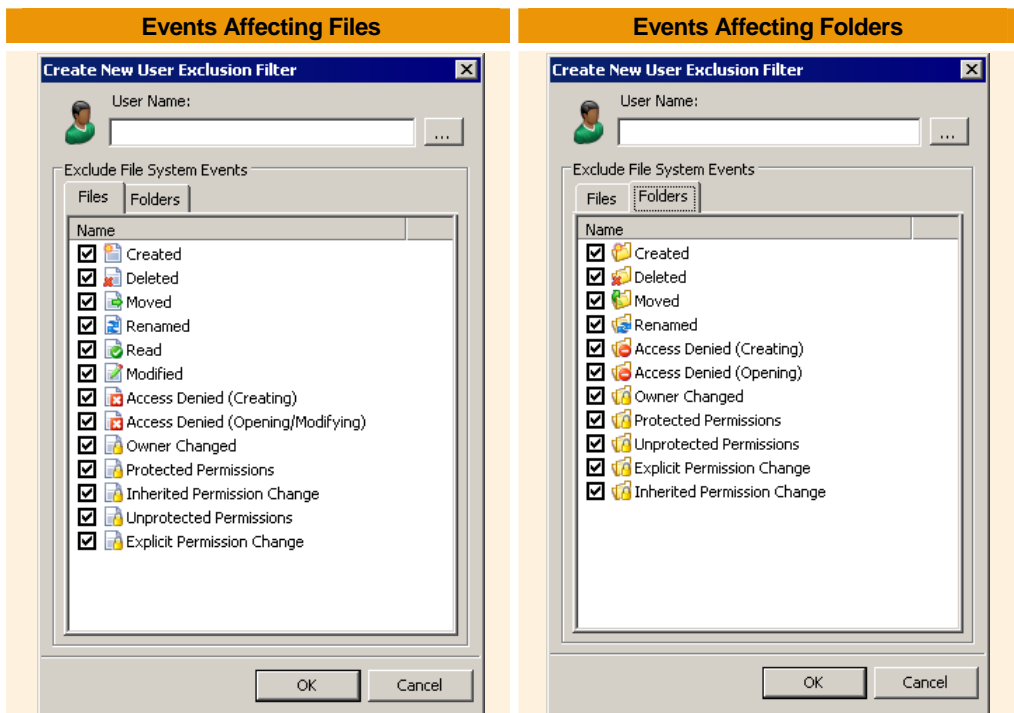 Events Affecting Files
Create New User Exclusion Filter
User Name:
...
Exclude File System Events
Files Folders
Name
Created
Deleted
Moved
Renamed
Read
Modified
Access Denied (Creating)
Access Denied (Opening/Modifying)
Owner Changed
Protected Permissions
Inherited Permission Change
Unprotected Permissions
Explicit Permission Change
OK Cancel
Events Affecting Folders
Create New User Exclusion Filter
User Name:
...
Exclude File System Events
Files Folders
Name
Created
Deleted
Moved
Renamed
Access Denied (Creating)
Access Denied (Opening)
Owner Changed
Protected Permissions
Unprotected Permissions
Explicit Permission Change
Inherited Permission Change
OK Cancel